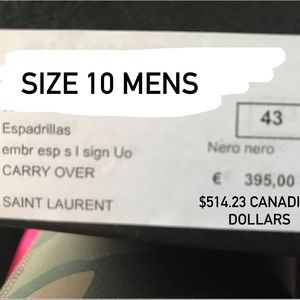 SIZE 10 MENS
43
Espadrillas
embr esp s l sign Uo
Nero nero
CARRY OVER
€ 395,00
SAINT LAURENT
$514.23 CANADI
DOLLARS